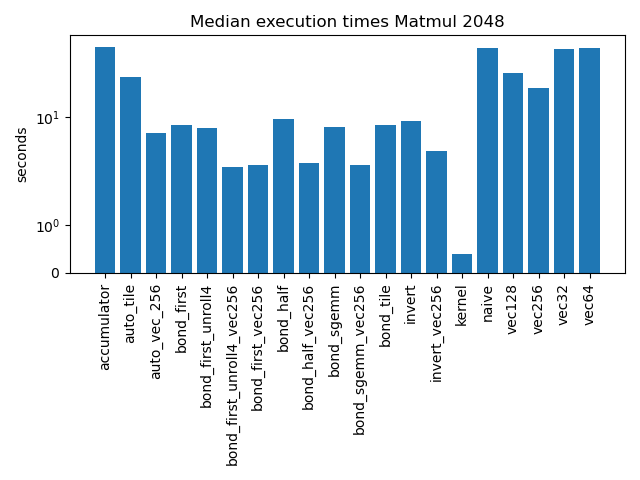 Median execution times Matmul 2048
seconds
10¹
10⁰
0
accumulator
auto_tile
auto_vec_256
bond_first
bond_first_unroll4
bond_first_unroll4_vec256
bond_first_vec256
bond_half
bond_half_vec256
bond_sgemm
bond_sgemm_vec256
bond_tile
invert
invert_vec256
kernel
naive
vec128
vec256
vec32
vec64